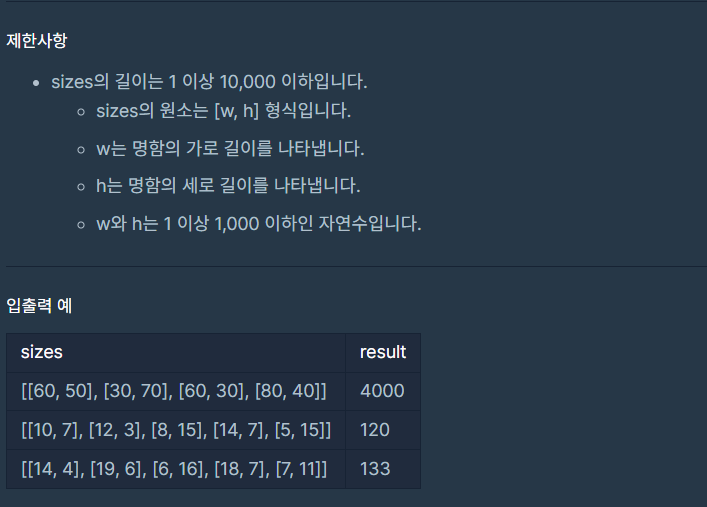 제한사항
sizes의 길이는 1 이상 10,000 이하입니다.
sizes의 원소는 [w, h] 형식입니다.
w는 명함의 가로 길이를 나타냅니다.
h는 명함의 세로 길이를 나타냅니다.
w와 h는 1 이상 1,000 이하인 자연수입니다.
입출력 예
sizes result
[[60, 50], [30, 70], [60, 30], [80, 40]] 4000
[[10, 7], [12, 3], [8, 15], [14, 7], [5, 15]] 120
[[14, 4], [19, 6], [6, 16], [18, 7], [7, 11]] 133